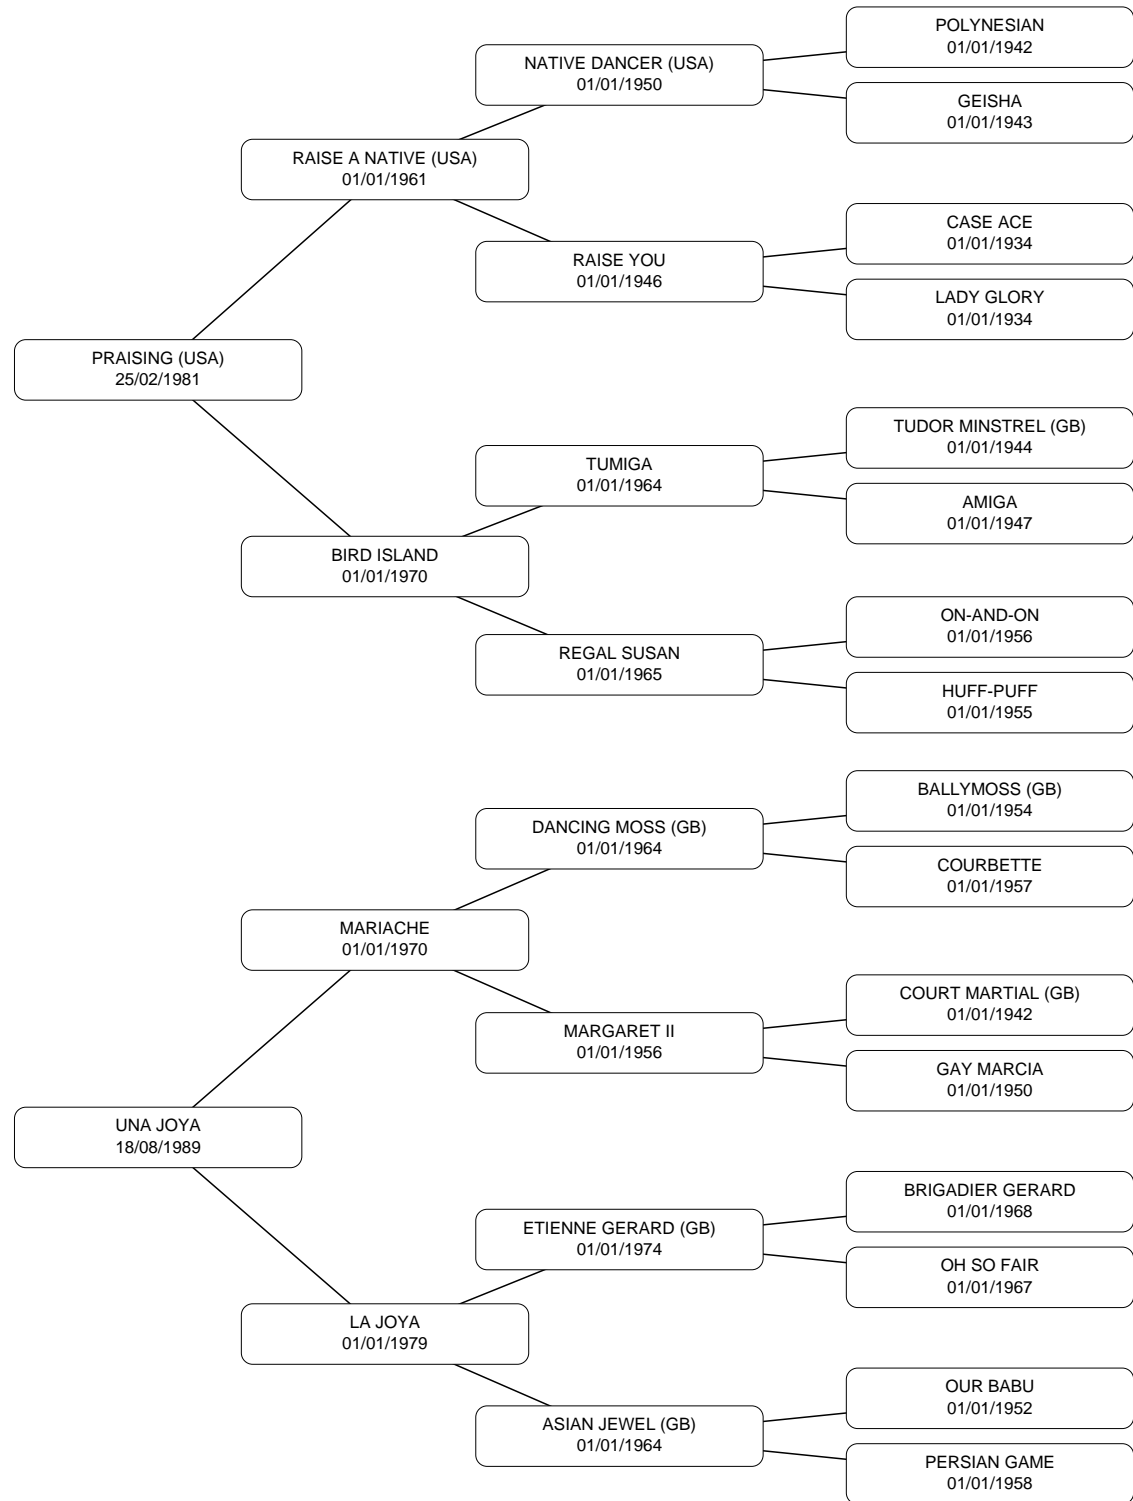 POLYNESIAN
01/01/1942
NATIVE DANCER (USA)
01/01/1950
GEISHA
01/01/1943
RAISE A NATIVE (USA)
01/01/1961
CASE ACE
01/01/1934
RAISE YOU
01/01/1946
LADY GLORY
01/01/1934
PRAISING (USA)
25/02/1981
TUDOR MINSTREL (GB)
01/01/1944
TUMIGA
01/01/1964
AMIGA
01/01/1947
BIRD ISLAND
01/01/1970
ON-AND-ON
01/01/1956
REGAL SUSAN
01/01/1965
HUFF-PUFF
01/01/1955
BALLYMOSS (GB)
01/01/1954
DANCING MOSS (GB)
01/01/1964
COURBETTE
01/01/1957
MARIACHE
01/01/1970
COURT MARTIAL (GB)
01/01/1942
MARGARET II
01/01/1956
GAY MARCIA
01/01/1950
UNA JOYA
18/08/1989
BRIGADIER GERARD
01/01/1968
ETIENNE GERARD (GB)
01/01/1974
OH SO FAIR
01/01/1967
LA JOYA
01/01/1979
OUR BABU
01/01/1952
ASIAN JEWEL (GB)
01/01/1964
PERSIAN GAME
01/01/1958